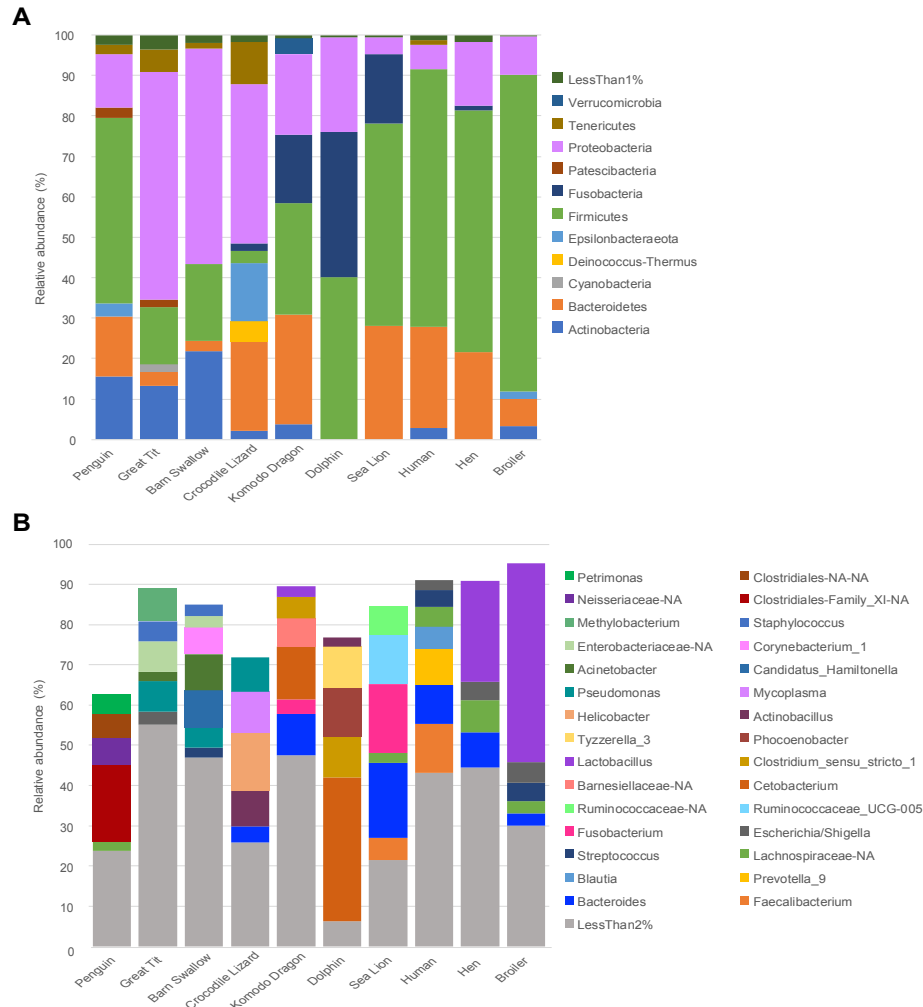 A
100
90
80
70
60
50
40
30
20
10
0
Relative abundance (%)
LessThan1%
Verrucomicrobia
Tenericutes
Proteobacteria
Patescibacteria
Fusobacteria
Firmicutes
Epsilonbacteraeota
Deinococcus-Thermus
Cyanobacteria
Bacteroidetes
Actinobacteria
Penguin
Great Tit
Barn Swallow
Crocodile Lizard
Komodo Dragon
Dolphin
Sea Lion
Human
Hen
Broiler
B
100
90
80
70
60
50
40
30
20
10
0
Relative abundance (%)
Petrimonas
Neisseriaceae-NA
Methylobacterium
Enterobacteriaceae-NA
Acinetobacter
Pseudomonas
Helicobacter
Tyzzerella_3
Lactobacillus
Barnesiellaceae-NA
Ruminococcaceae-NA
Fusobacterium
Streptococcus
Blautia
Bacteroides
LessThan2%
Clostridiales-NA-NA
Clostridiales-Family_XI-NA
Staphylococcus
Corynebacterium_1
Candidatus_Hamiltonella
Mycoplasma
Actinobacillus
Phocoenobacter
Clostridium_sensu_stricto_1
Cetobacterium
Ruminococcaceae_UCG-005
Escherichia/Shigella
Lachnospiraceae-NA
Prevotella_9
Faecalibacterium
Penguin
Great Tit
Barn Swallow
Crocodile Lizard
Komodo Dragon
Dolphin
Sea Lion
Human
Hen
Broiler